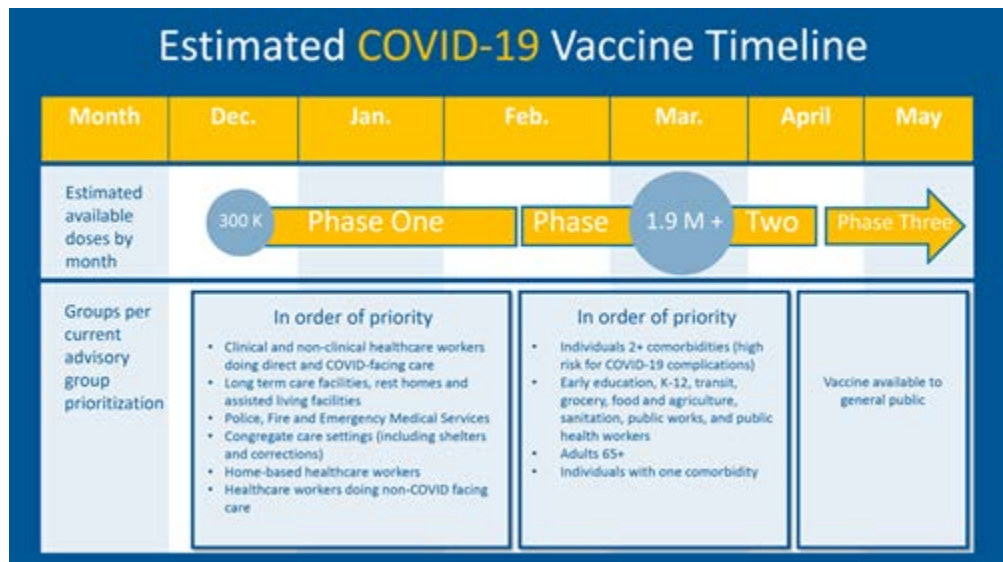 Estimated COVID-19 Vaccine Timeline
Month
Dec.
Jan.
Feb.
Mar.
April
May
Estimated
available
doses by
month
300 K
Phase One
Phase
1.9 M +
Two
Phase Three
Groups per
current
advisory
group
prioritization
In order of priority
• Clinical and non-clinical healthcare workers
doing direct and COVID-facing care
• Long term care facilities, rest homes and
assisted living facilities
• Police, Fire and Emergency Medical Services
• Congregate care settings (including shelters
and corrections)
• Home-based healthcare workers
• Healthcare workers doing non-COVID facing
care
In order of priority
• Individuals 2+ comorbidities (high
risk for COVID-19 complications)
• Early education, K-12, transit,
grocery, food and agriculture,
sanitation, public works, and public
health workers
• Adults 65+
• Individuals with one comorbidity
Vaccine available to
general public